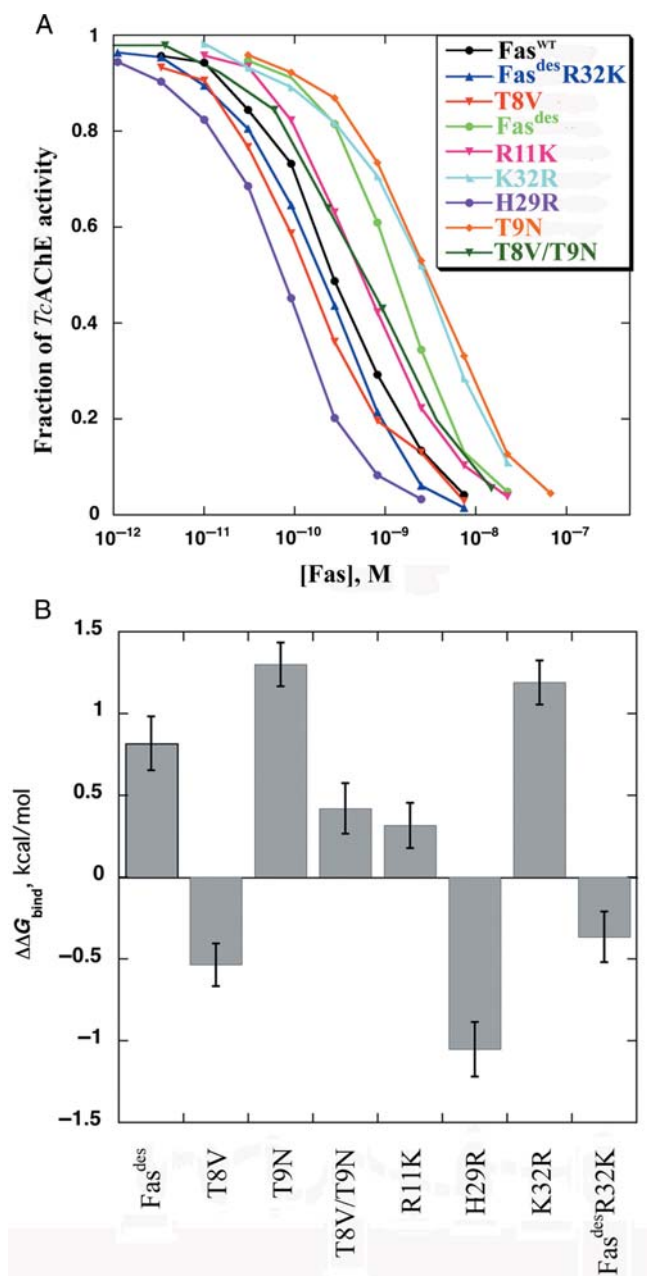 A
1
0.8
0.6
0.4
0.2
0
Fraction of TcAChE activity
Fas^WT
Fas^des R32K
T8V
Fas^des
R11K
K32R
H29R
T9N
T8V/T9N
10^−12
10^−11
10^−10
10^−9
10^−8
10^−7
[Fas], M
B
1.5
1
0.5
0
−0.5
−1
−1.5
ΔΔG_bind, kcal/mol
Fas^des
T8V
T9N
T8V/T9N
R11K
H29R
K32R
Fas^des R32K